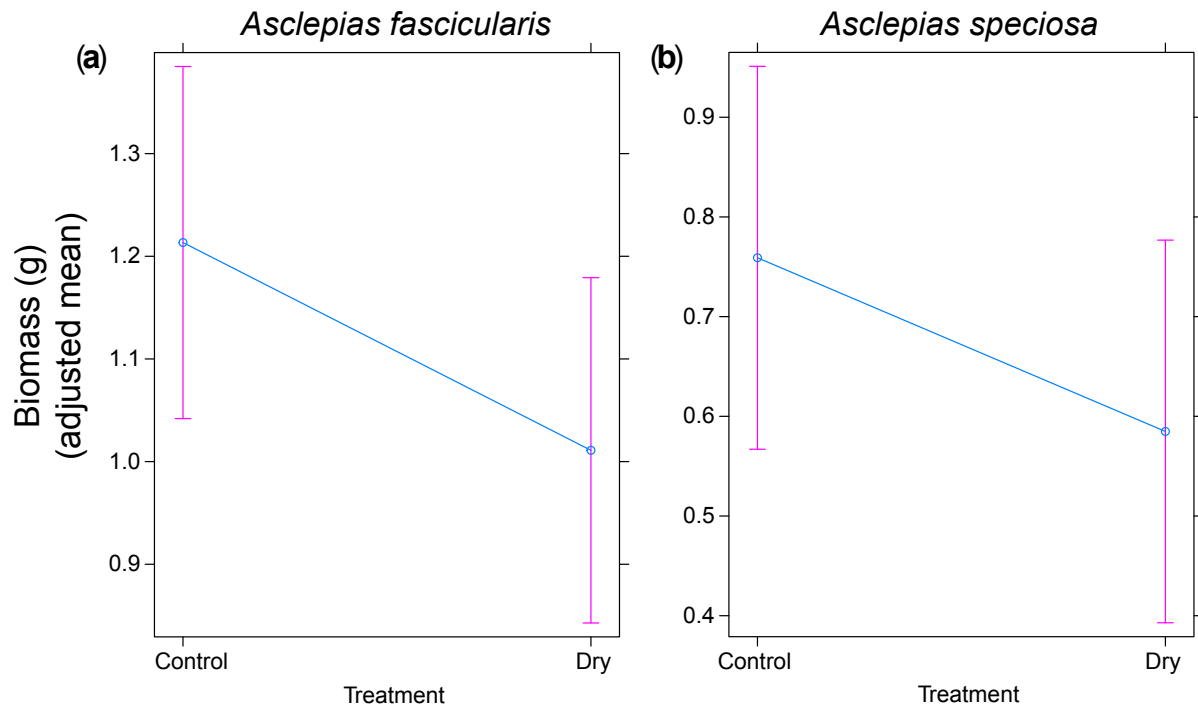 Asclepias fascicularis
Asclepias speciosa
(a)
(b)
Biomass (g)
(adjusted mean)
1.3
1.2
1.1
1.0
0.9
Control
Dry
Treatment
0.9
0.8
0.7
0.6
0.5
0.4
Control
Dry
Treatment